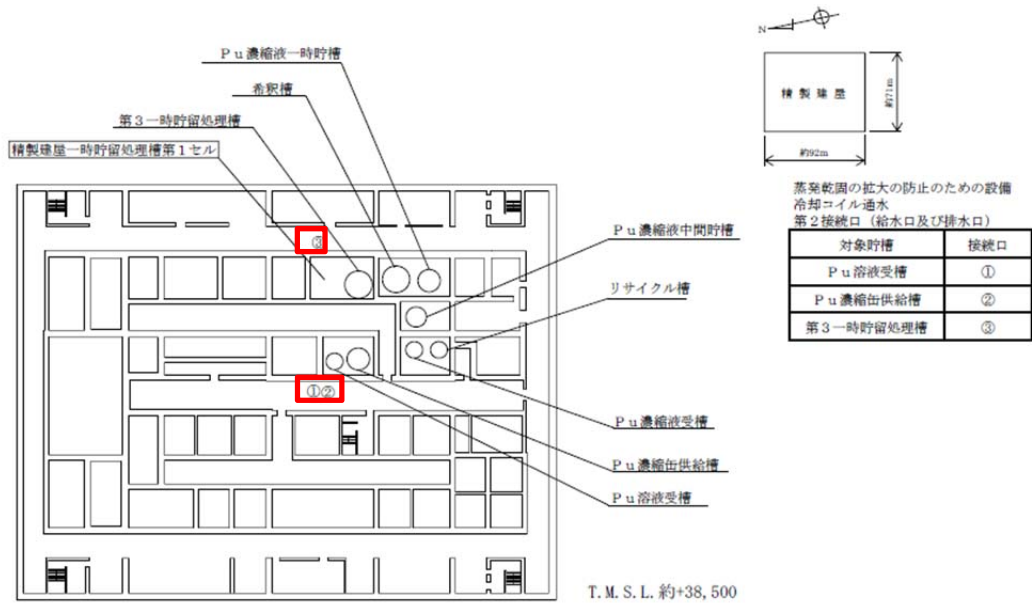 Pu濃縮液一時貯槽
希釈槽
第3一時貯留処理槽
精製建屋一時貯留処理槽第1セル
③
①②
Pu濃縮液中間貯槽
リサイクル槽
Pu濃縮液受槽
Pu濃縮缶供給槽
Pu溶液受槽
T.M.S.L.約+38,500
N
精製建屋
約71m
約92m
蒸発乾固の拡大の防止のための設備
冷却コイル通水
第2接続口（給水口及び排水口）
対象貯槽 接続口
Pu溶液受槽 ①
Pu濃縮缶供給槽 ②
第3一時貯留処理槽 ③